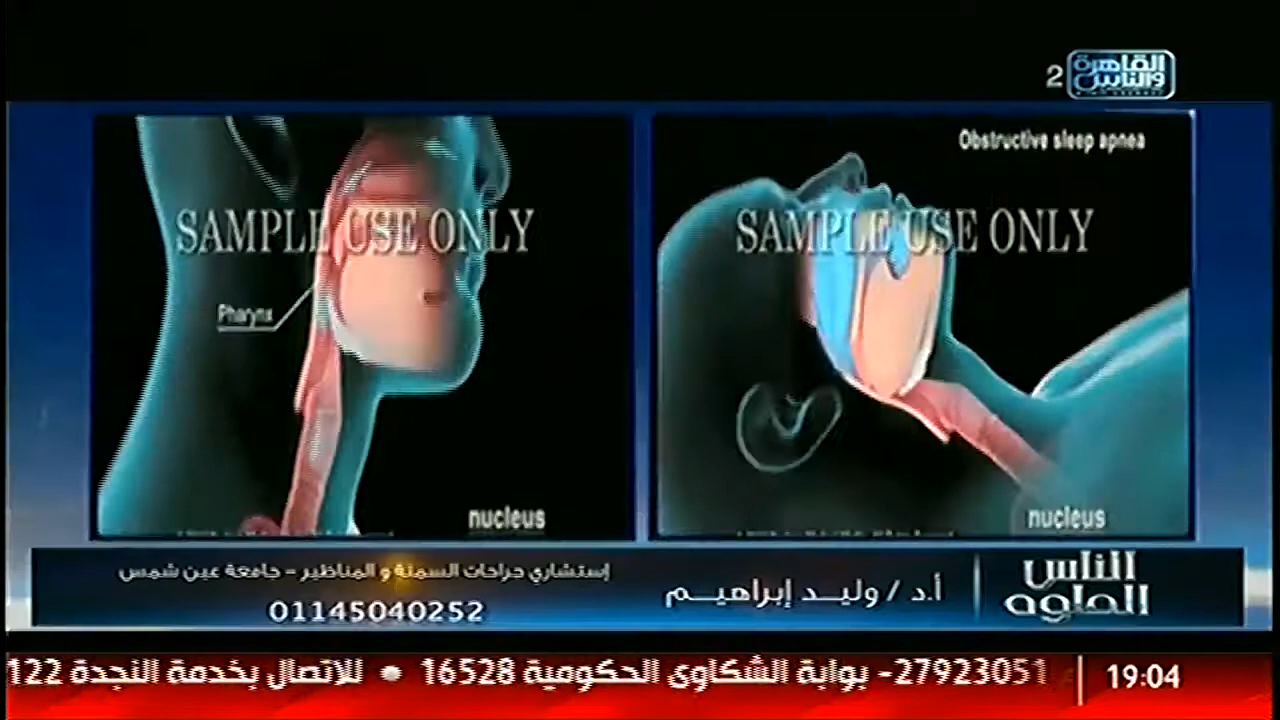 القاهرة
والناس
2
Obstructive sleep apnea
SAMPLE USE ONLY
SAMPLE USE ONLY
Pharynx
nucleus
nucleus
الناس
الحلوه
أ.د / وليد إبراهيم
إستشاري جراحات السمنة و المناظير - جامعة عين شمس
01145040252
27923051- بوابة الشكاوى الحكومية 16528 • للاتصال بخدمة النجدة 122
19:04